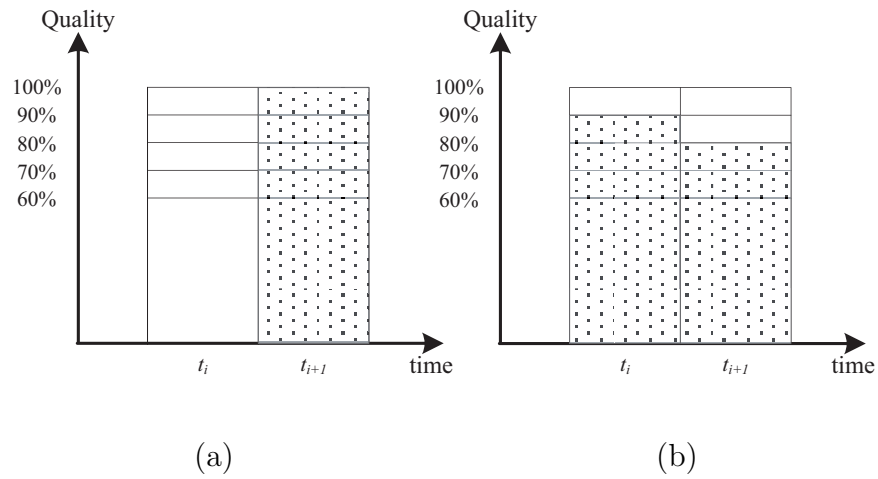 Quality
100%
90%
80%
70%
60%
t_i
t_{i+1}
time
(a)
Quality
100%
90%
80%
70%
60%
t_i
t_{i+1}
time
(b)